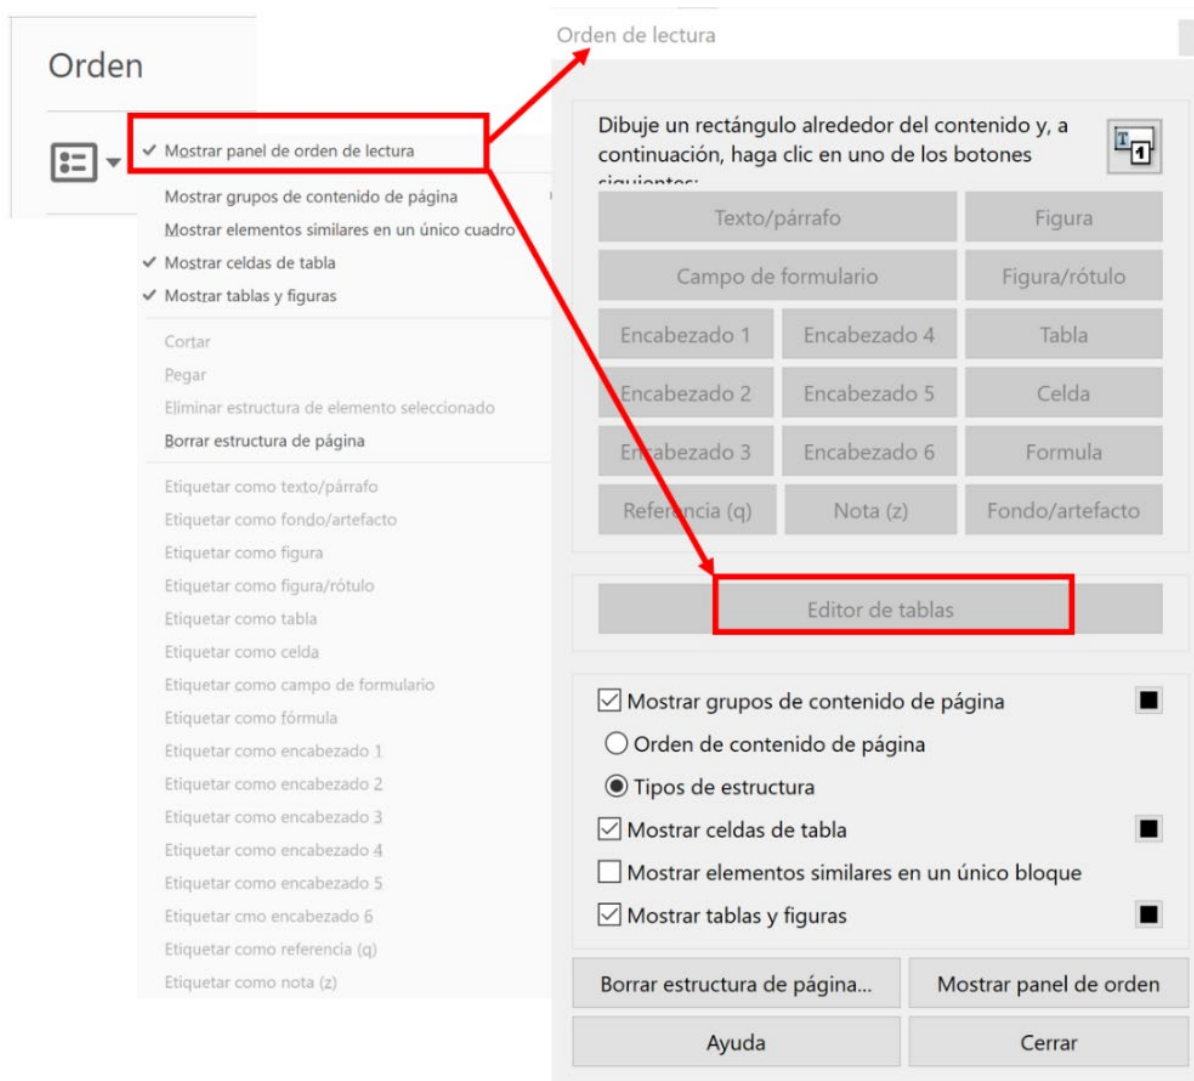 Orden
Mostrar panel de orden de lectura
Mostrar grupos de contenido de página
Mostrar elementos similares en un único cuadro
Mostrar celdas de tabla
Mostrar tablas y figuras
Cortar
Pegar
Eliminar estructura de elemento seleccionado
Borrar estructura de página
Etiquetar como texto/párrafo
Etiquetar como fondo/artefacto
Etiquetar como figura
Etiquetar como figura/rótulo
Etiquetar como tabla
Etiquetar como celda
Etiquetar como campo de formulario
Etiquetar como fórmula
Etiquetar como encabezado 1
Etiquetar como encabezado 2
Etiquetar como encabezado 3
Etiquetar como encabezado 4
Etiquetar como encabezado 5
Etiquetar cmo encabezado 6
Etiquetar como referencia (q)
Etiquetar como nota (z)
Orden de lectura
Dibuje un rectángulo alrededor del contenido y, a
continuación, haga clic en uno de los botones
siguientes:
T 1
Texto/párrafo Figura
Campo de formulario Figura/rótulo
Encabezado 1 Encabezado 4 Tabla
Encabezado 2 Encabezado 5 Celda
Encabezado 3 Encabezado 6 Formula
Referencia (q) Nota (z) Fondo/artefacto
Editor de tablas
Mostrar grupos de contenido de página
Orden de contenido de página
Tipos de estructura
Mostrar celdas de tabla
Mostrar elementos similares en un único bloque
Mostrar tablas y figuras
Borrar estructura de página... Mostrar panel de orden
Ayuda Cerrar